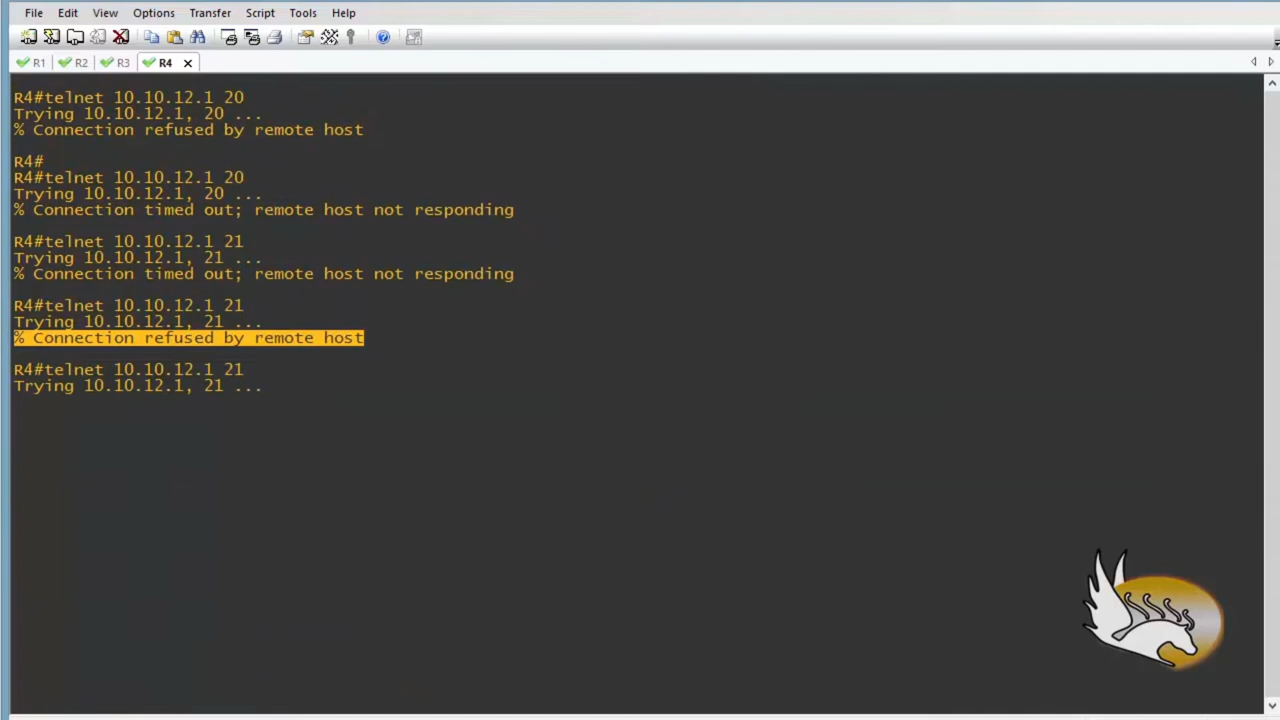 File Edit View Options Transfer Script Tools Help
R1 R2 R3 R4
R4#telnet 10.10.12.1 20
Trying 10.10.12.1, 20 ...
% Connection refused by remote host
R4#
R4#telnet 10.10.12.1 20
Trying 10.10.12.1, 20 ...
% Connection timed out; remote host not responding
R4#telnet 10.10.12.1 21
Trying 10.10.12.1, 21 ...
% Connection timed out; remote host not responding
R4#telnet 10.10.12.1 21
Trying 10.10.12.1, 21 ...
% Connection refused by remote host
R4#telnet 10.10.12.1 21
Trying 10.10.12.1, 21 ...